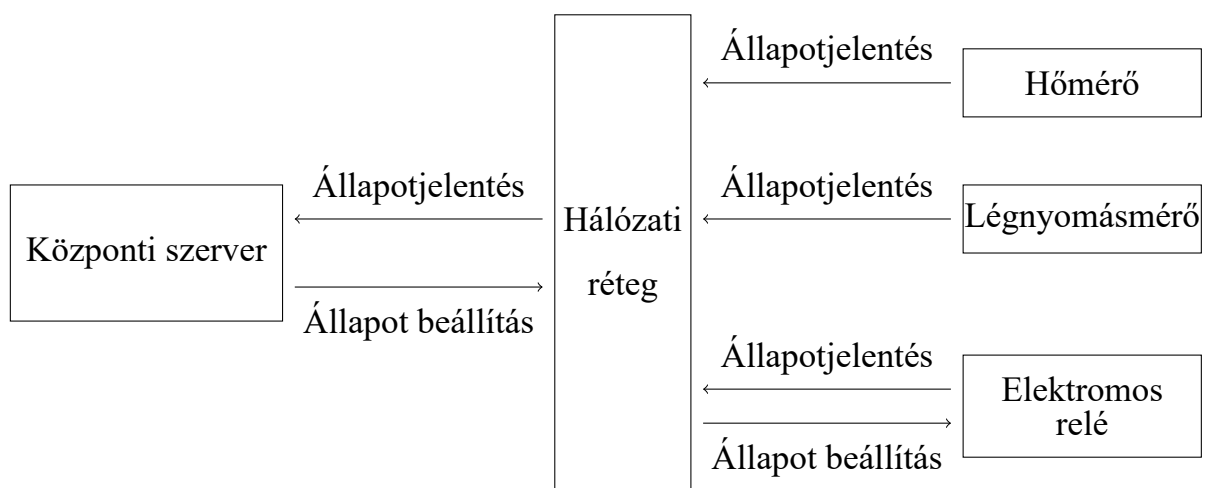 Állapotjelentés
Hőmérő
Állapotjelentés
Állapotjelentés
Központi szerver
Hálózati
réteg
Légnyomásmérő
Állapot beállítás
Állapotjelentés
Elektromos
relé
Állapot beállítás